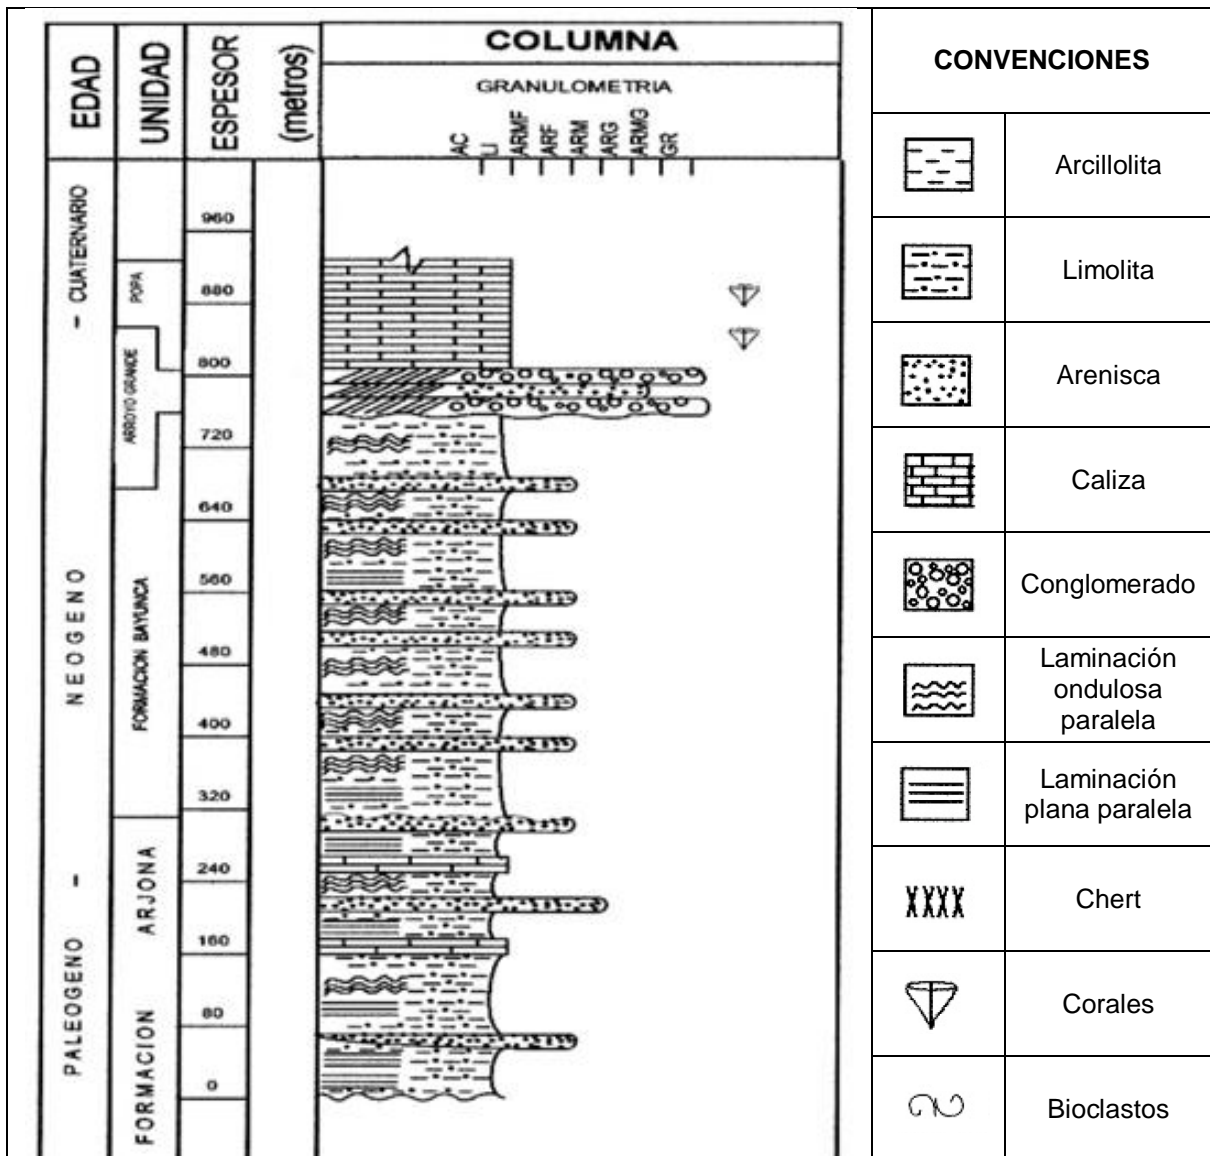 COLUMNA
EDAD
UNIDAD
ESPESOR
(metros)
GRANULOMETRIA
AC
LI
ARMF
ARF
ARM
ARG
ARMG
GR
PALEOGENO - NEOGENO - CUATERNARIO
POPA
ARROYO GRANDE
FORMACION BAYUNCA
FORMACION ARJONA
960
880
800
720
640
560
480
400
320
240
160
80
0
CONVENCIONES
Arcillolita
Limolita
Arenisca
Caliza
Conglomerado
Laminación
ondulosa
paralela
Laminación
plana paralela
Chert
Corales
Bioclastos